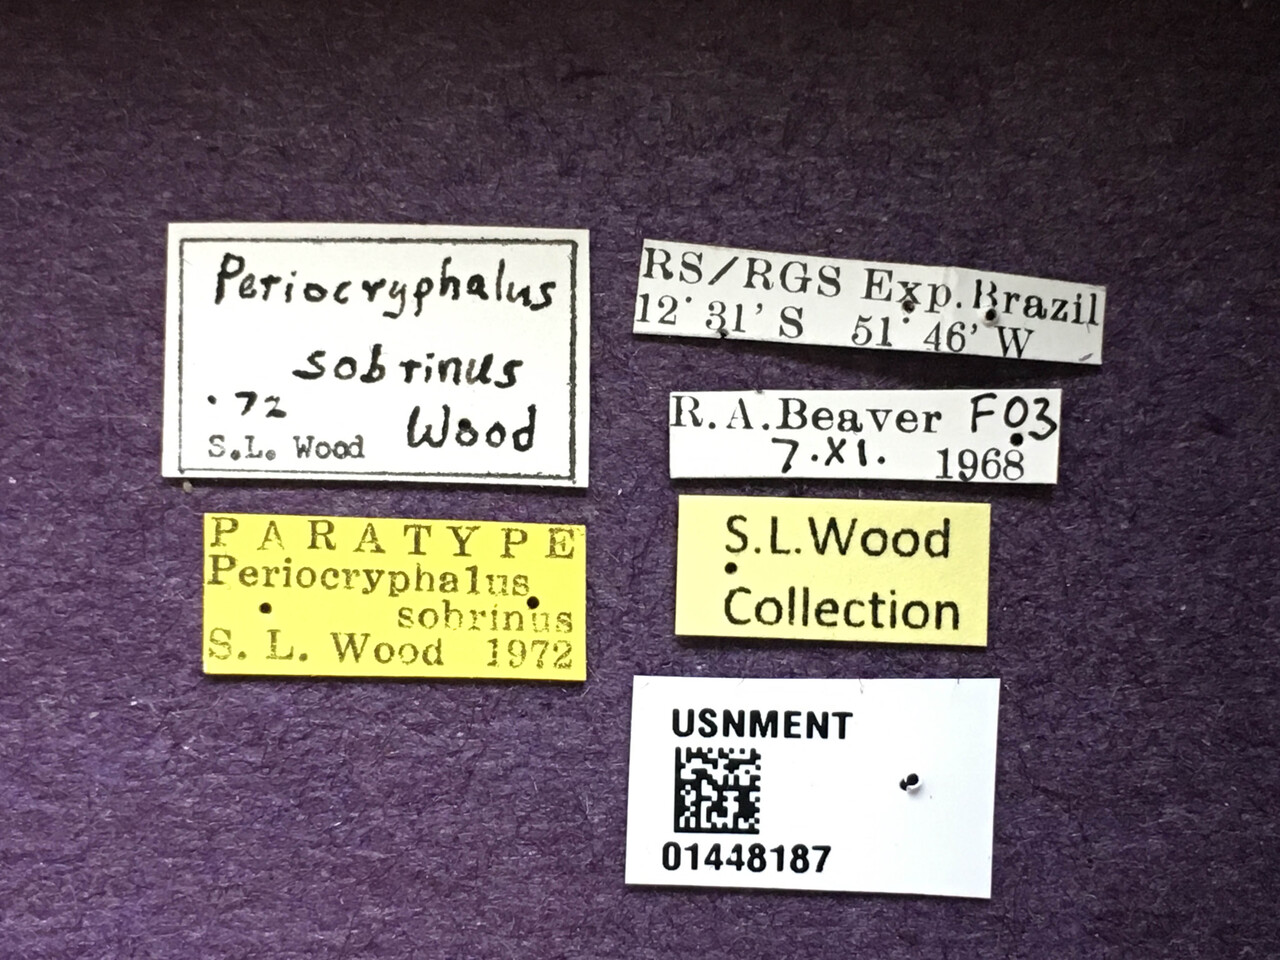 Periocryphalus
sobrinus
. 72 Wood
S.L. Wood
PARATYPE
Periocryphalus
sobrinus
S. L. Wood 1972
RS/RGS Exp. Brazil
12° 31' S 51° 46' W
R. A. Beaver F03
7.XI. 1968
S.L.Wood
Collection
USNMENT
01448187